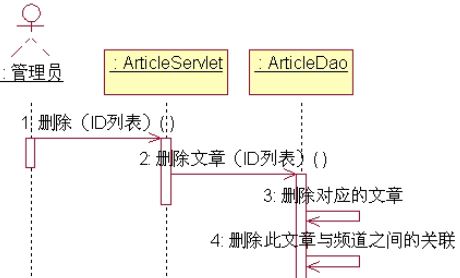 : 管理员
: ArticleServlet
: ArticleDao
1: 删除（ID列表）( )
2: 删除文章（ID列表）( )
3: 删除对应的文章
4: 删除此文章与频道之间的关联